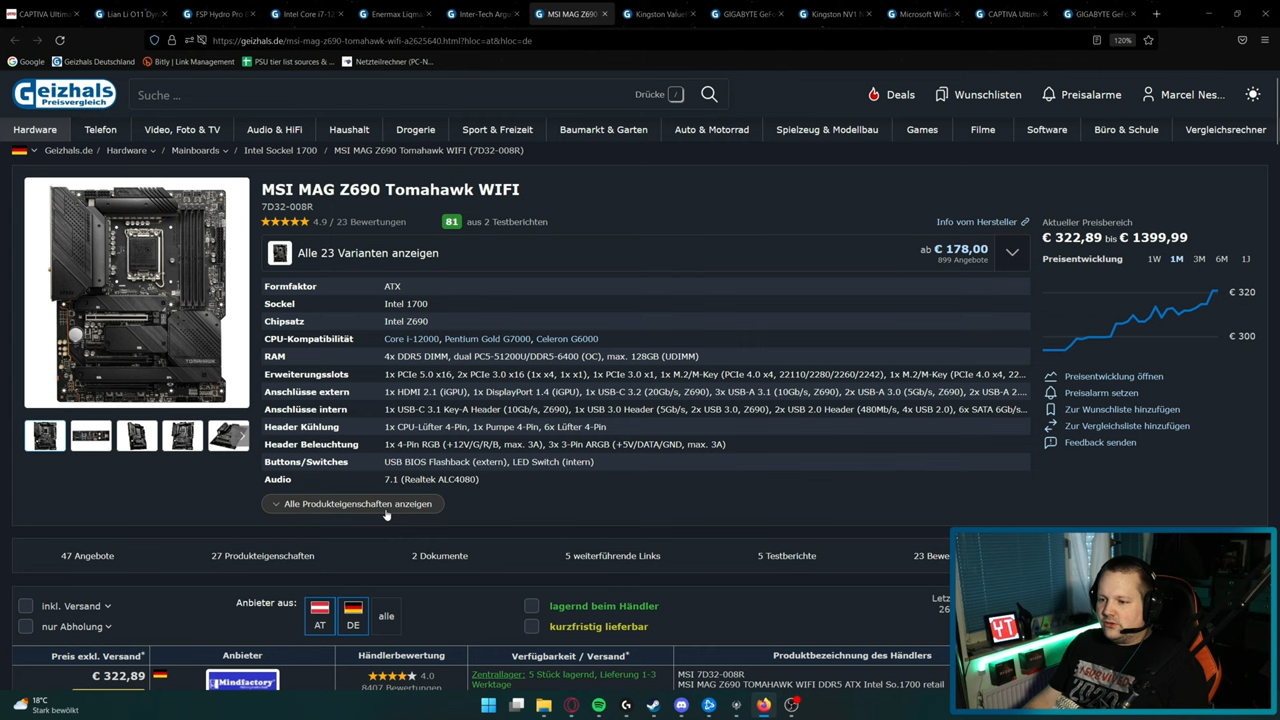 CAPTIVA Ultima
Lian Li O11 Dyn
FSP Hydro Pro
Intel Core i7-12
Enermax Liqma
Inter-Tech Argu
MSI MAG Z690
Kingston ValueR
GIGABYTE GeFo
Kingston NV1 N
Microsoft Wind
CAPTIVA Ultima
GIGABYTE GeFo
https://geizhals.de/msi-mag-z690-tomahawk-wifi-a2625640.html?hloc=at&hloc=de
120%
Google
Geizhals Deutschland
Bitly | Link Management
PSU tier list sources & ...
Netzteilrechner (PC-N...
Geizhals
Preisvergleich
Suche ...
Drücke /
Deals
Wunschlisten
Preisalarme
Marcel Nes...
Hardware
Telefon
Video, Foto & TV
Audio & HiFi
Haushalt
Drogerie
Sport & Freizeit
Baumarkt & Garten
Auto & Motorrad
Spielzeug & Modellbau
Games
Filme
Software
Büro & Schule
Vergleichsrechner
Geizhals.de / Hardware / Mainboards / Intel Sockel 1700 / MSI MAG Z690 Tomahawk WIFI (7D32-008R)
MSI MAG Z690 Tomahawk WIFI
7D32-008R
4.9 / 23 Bewertungen
81 aus 2 Testberichten
Info vom Hersteller
Alle 23 Varianten anzeigen
ab € 178,00
899 Angebote
Formfaktor ATX
Sockel Intel 1700
Chipsatz Intel Z690
CPU-Kompatibilität Core i-12000, Pentium Gold G7000, Celeron G6000
RAM 4x DDR5 DIMM, dual PC5-51200U/DDR5-6400 (OC), max. 128GB (UDIMM)
Erweiterungsslots 1x PCIe 5.0 x16, 2x PCIe 3.0 x16 (1x x4, 1x x1), 1x PCIe 3.0 x1, 1x M.2/M-Key (PCIe 4.0 x4, 22110/2280/2260/2242), 1x M.2/M-Key (PCIe 4.0 x4, 22...
Anschlüsse extern 1x HDMI 2.1 (iGPU), 1x DisplayPort 1.4 (iGPU), 1x USB-C 3.2 (20Gb/s, Z690), 3x USB-A 3.1 (10Gb/s, Z690), 2x USB-A 3.0 (5Gb/s, Z690), 2x USB-A 2...
Anschlüsse intern 1x USB-C 3.1 Key-A Header (10Gb/s, Z690), 1x USB 3.0 Header (5Gb/s, 2x USB 3.0, Z690), 2x USB 2.0 Header (480Mb/s, 4x USB 2.0), 6x SATA 6Gb/s...
Header Kühlung 1x CPU-Lüfter 4-Pin, 1x Pumpe 4-Pin, 6x Lüfter 4-Pin
Header Beleuchtung 1x 4-Pin RGB (+12V/G/R/B, max. 3A), 3x 3-Pin ARGB (+5V/DATA/GND, max. 3A)
Buttons/Switches USB BIOS Flashback (extern), LED Switch (intern)
Audio 7.1 (Realtek ALC4080)
Alle Produkteigenschaften anzeigen
Aktueller Preisbereich
€ 322,89 bis € 1399,99
Preisentwicklung 1W 1M 3M 6M 1J
€ 320
€ 300
Preisentwicklung öffnen
Preisalarm setzen
Zur Wunschliste hinzufügen
Zur Vergleichsliste hinzufügen
Feedback senden
47 Angebote
27 Produkteigenschaften
2 Dokumente
5 weiterführende Links
5 Testberichte
23 Bewe
inkl. Versand
nur Abholung
Anbieter aus:
AT
DE
alle
lagernd beim Händler
kurzfristig lieferbar
Letz
26
Preis exkl. Versand*
Anbieter
Händlerbewertung
Verfügbarkeit / Versand*
Produktbezeichnung des Händlers
€ 322,89
Mindfactory
4.0
8407 Bewertungen
Zentrallager: 5 Stück lagernd, Lieferung 1-3
Werktage
MSI 7D32-008R
MSI MAG Z690 TOMAHAWK WIFI DDR5 ATX Intel So.1700 retail
YT
18°C
Stark bewölkt